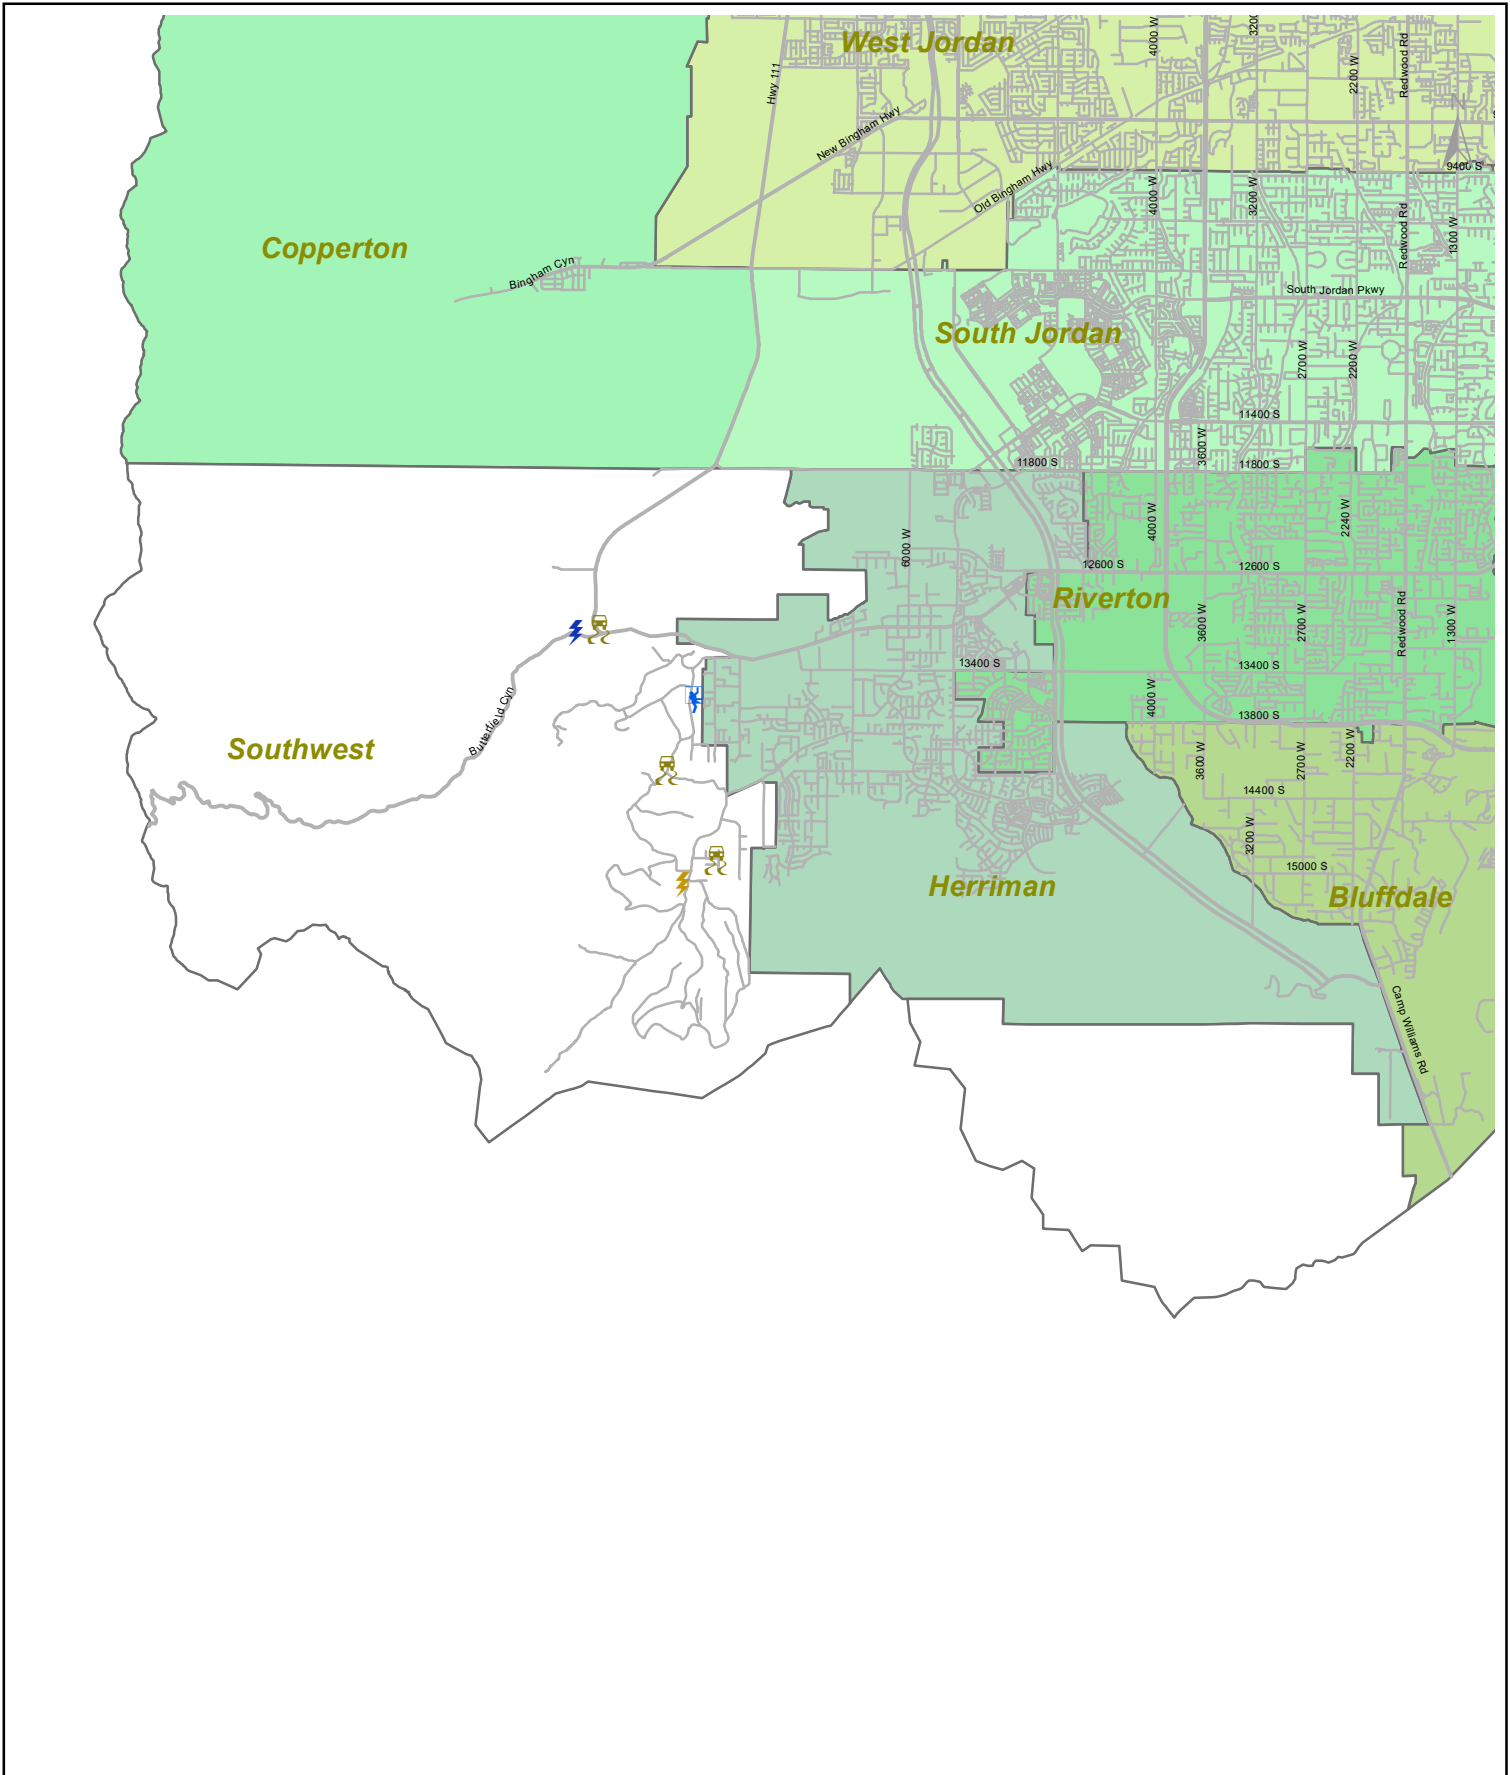 West Jordan
4000 W
3200
2200 W
Redwood Rd
Hwy 111
New Bingham Hwy
N
9400 S
Old Bingham Hwy
4000 W
3200 W
Redwood Rd
1300 W
Copperton
Bingham Cyn
South Jordan Pkwy
South Jordan
2700 W
2200 W
11400 S
3600 W
11800 S
11800 S
6000 W
4000 W
2240 W
12600 S
12600 S
Riverton
3600 W
2700 W
Redwood Rd
1300 W
13400 S
13400 S
4000 W
13800 S
Butterfield Cyn
Southwest
3600 W
2700 W
2200 W
14400 S
3200 W
15000 S
Herriman
Bluffdale
Camp Williams Rd